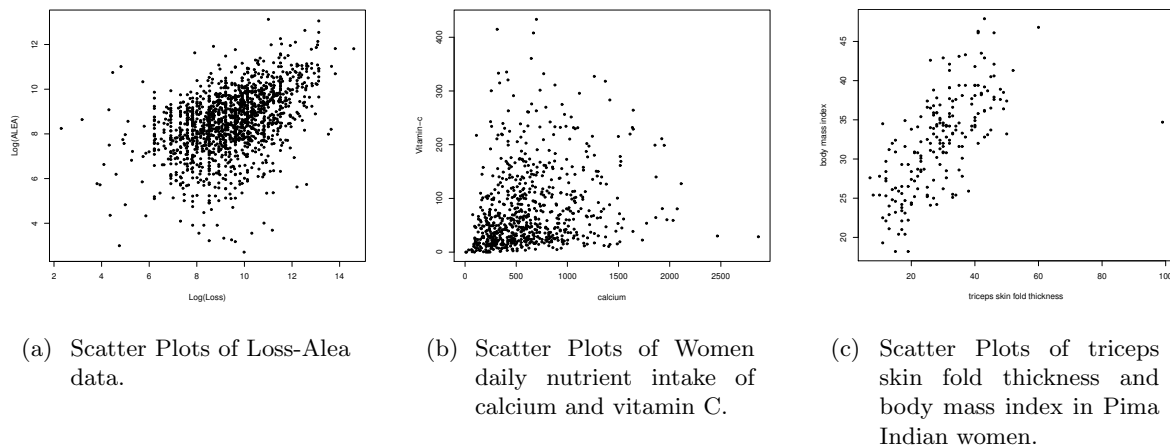 12
10
8
6
4
Log(ALEA)
2 4 6 8 10 12 14
Log(Loss)
(a) Scatter Plots of Loss-Alea
data.
400
300
200
100
0
Vitamin-c
0 500 1000 1500 2000 2500
calcium
(b) Scatter Plots of Women
daily nutrient intake of
calcium and vitamin C.
45
40
35
30
25
20
body mass index
20 40 60 80 100
triceps skin fold thickness
(c) Scatter Plots of triceps
skin fold thickness and
body mass index in Pima
Indian women.